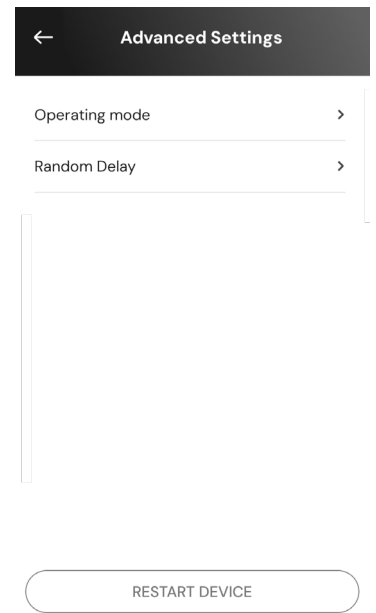 Advanced Settings
Operating mode
Random Delay
RESTART DEVICE